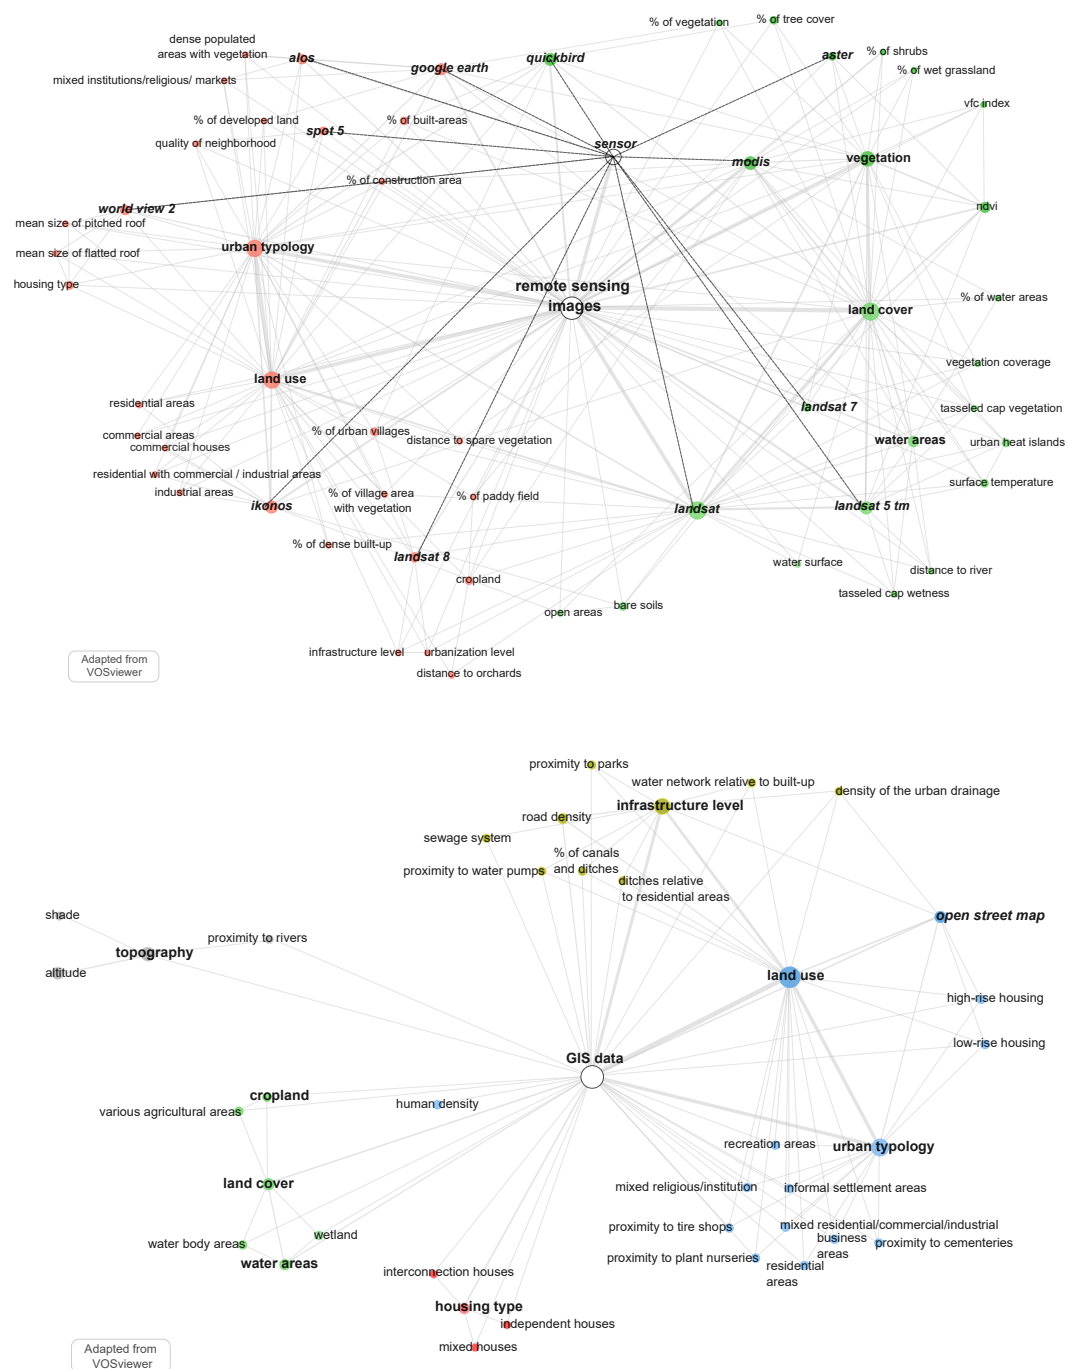 % of vegetation
% of tree cover
dense populated
areas with vegetation
alos
quickbird
aster
% of shrubs
google earth
% of wet grassland
mixed institutions/religious/ markets
vfc index
% of developed land
% of built-areas
spot 5
quality of neighborhood
sensor
modis
vegetation
% of construction area
world view 2
ndvi
mean size of pitched roof
urban typology
mean size of flatted roof
housing type
remote sensing
images
% of water areas
land cover
vegetation coverage
land use
residential areas
landsat 7
tasseled cap vegetation
commercial areas
% of urban villages
distance to spare vegetation
water areas
urban heat islands
commercial houses
residential with commercial / industrial areas
surface temperature
industrial areas
% of village area
with vegetation
% of paddy field
ikonos
landsat
landsat 5 tm
% of dense built-up
landsat 8
water surface
distance to river
cropland
tasseled cap wetness
open areas
bare soils
infrastructure level
urbanization level
distance to orchards
Adapted from
VOSviewer
proximity to parks
water network relative to built-up
density of the urban drainage
infrastructure level
road density
sewage system
% of canals
and ditches
proximity to water pumps
ditches relative
to residential areas
shade
open street map
proximity to rivers
topography
altitude
land use
high-rise housing
low-rise housing
GIS data
cropland
human density
various agricultural areas
recreation areas
urban typology
land cover
mixed religious/institution
informal settlement areas
wetland
proximity to tire shops
mixed residential/commercial/industrial
water body areas
business
areas
proximity to cementeries
water areas
proximity to plant nurseries
residential
areas
interconnection houses
housing type
independent houses
mixed houses
Adapted from
VOSviewer